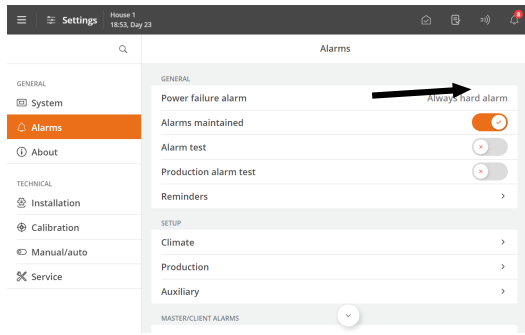 Settings
House 1
18:53, Day 23
8
Alarms
GENERAL
System
Alarms
About
TECHNICAL
Installation
Calibration
Manual/auto
Service
GENERAL
Power failure alarm Always hard alarm
Alarms maintained
Alarm test
Production alarm test
Reminders
SETUP
Climate
Production
Auxiliary
MASTER/CLIENT ALARMS